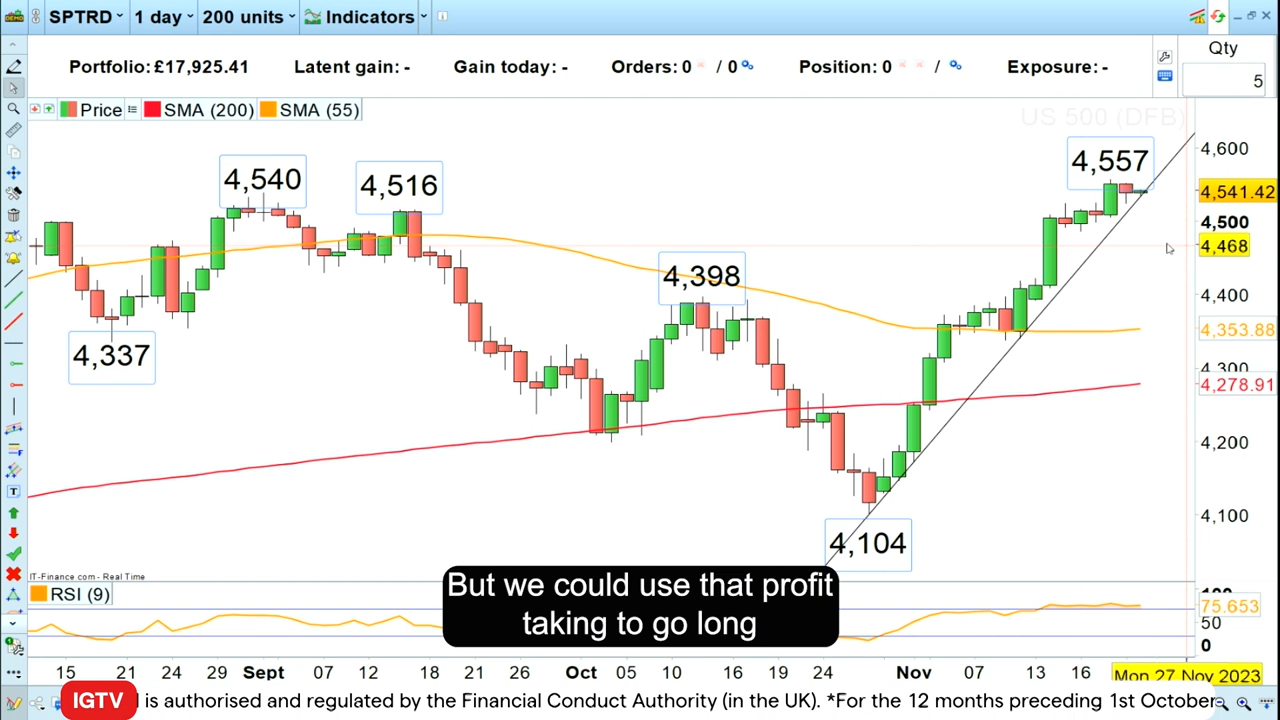 DEMO
SPTRD 1 day 200 units Indicators
Portfolio: £17,925.41 Latent gain: - Gain today: - Orders: 0 / 0 Position: 0 / Exposure: -
Qty
5
Price SMA (200) SMA (55)
US 500 (DFB)
4,540
4,516
4,557
4,398
4,337
4,104
4,600
4,541.42
4,500
4,468
4,400
4,353.88
4,300
4,278.91
4,200
4,100
IT-Finance.com - Real Time
RSI (9)
100
75.653
50
0
But we could use that profit
taking to go long
15 21 24 29 Sept 07 12 18 21 26 Oct 05 10 16 19 24 Nov 07 13 16 Mon 27 Nov 2023
IGTV is authorised and regulated by the Financial Conduct Authority (in the UK). *For the 12 months preceding 1st October